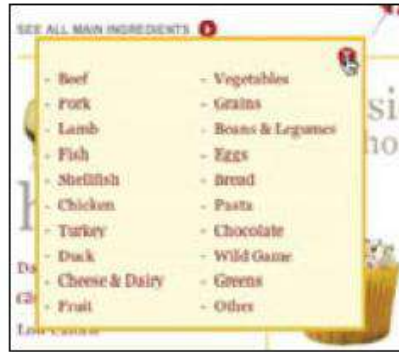 SEE ALL MAIN INGREDIENTS
- Beef
- Pork
- Lamb
- Fish
- Shellfish
- Chicken
- Turkey
- Duck
- Cheese & Dairy
- Fruit
- Vegetables
- Grains
- Beans & Legumes
- Eggs
- Bread
- Pasta
- Chocolate
- Wild Game
- Greens
- Other